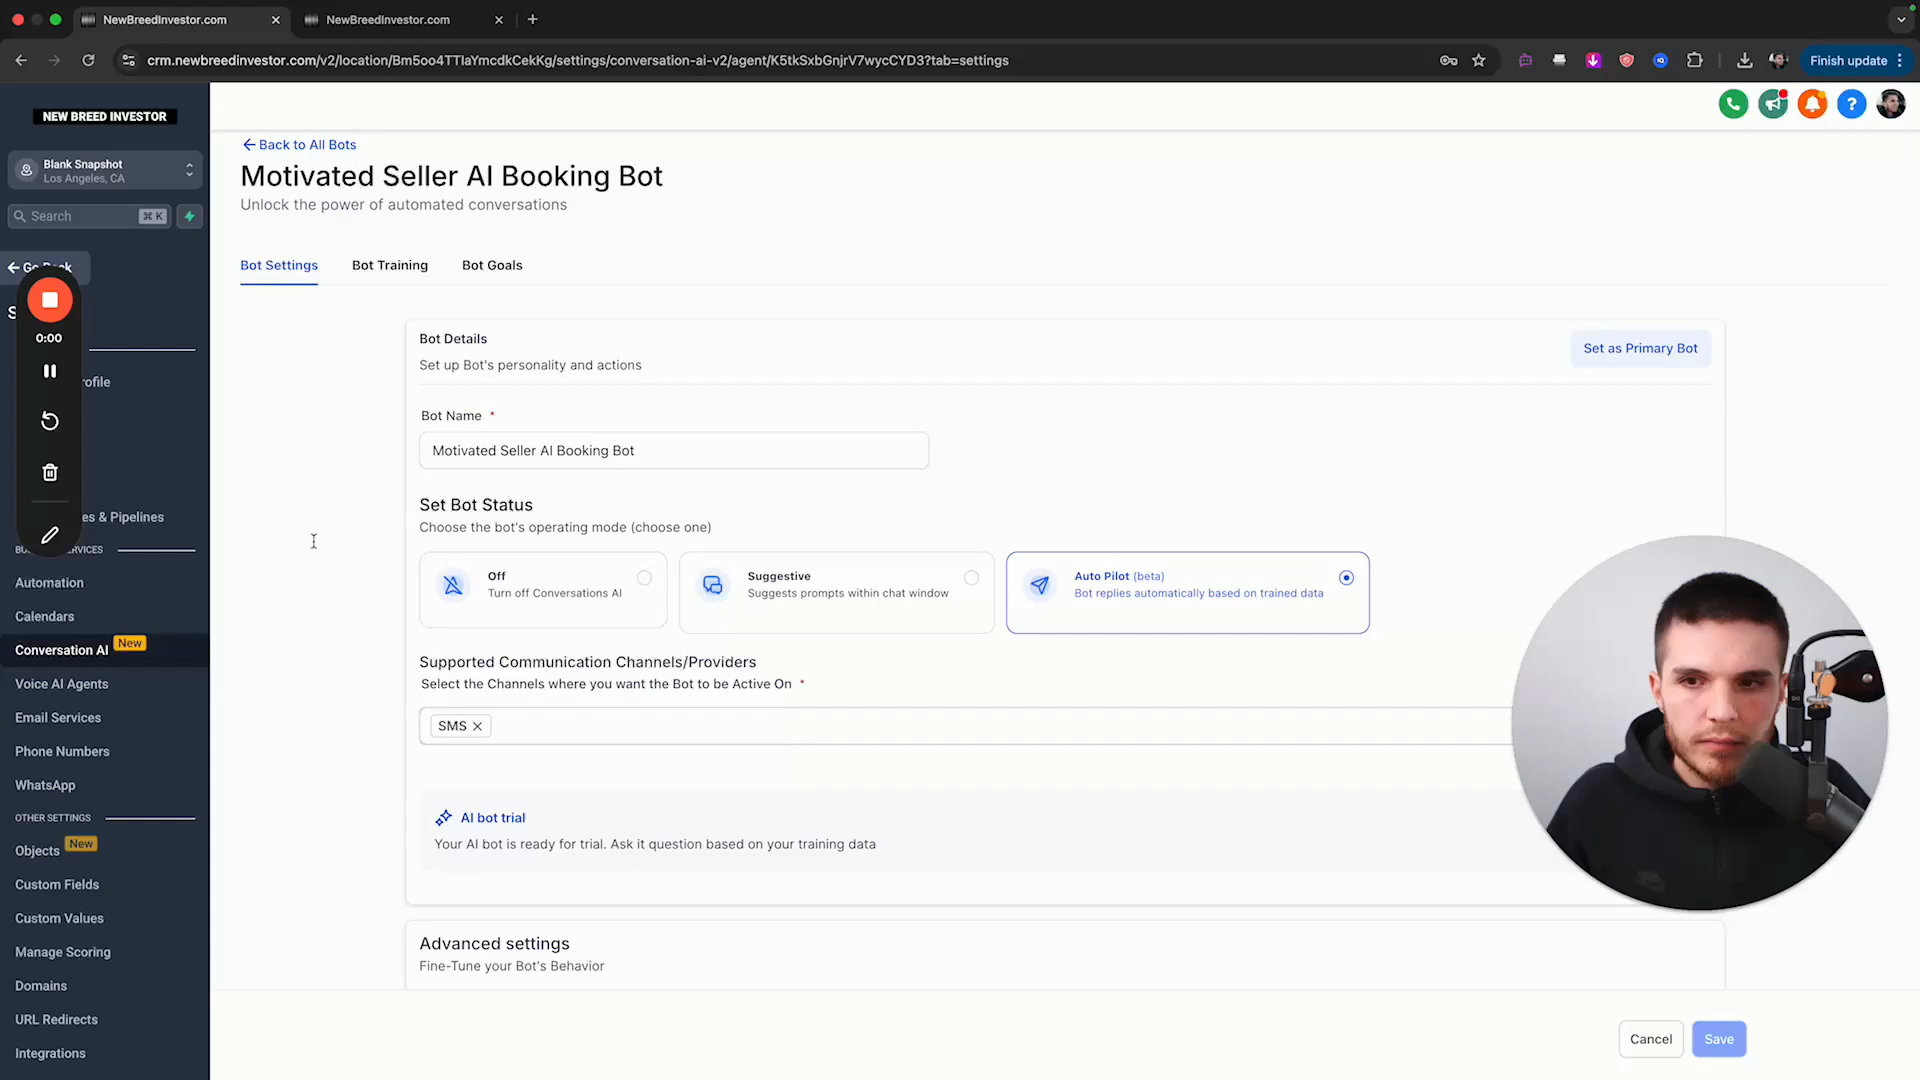 NewBreedInvestor.com
NewBreedInvestor.com
crm.newbreedinvestor.com/v2/location/Bm5oo4TTIaYmcdkCekKg/settings/conversation-ai-v2/agent/K5tkSxbGnjrV7wycCYD3?tab=settings
Finish update
NEW BREED INVESTOR
Blank Snapshot
Los Angeles, CA
Search
⌘ K
0:00
ofile
es & Pipelines
Automation
Calendars
Conversation AI New
Voice AI Agents
Email Services
Phone Numbers
WhatsApp
OTHER SETTINGS
Objects New
Custom Fields
Custom Values
Manage Scoring
Domains
URL Redirects
Integrations
Back to All Bots
Motivated Seller AI Booking Bot
Unlock the power of automated conversations
Bot Settings
Bot Training
Bot Goals
Bot Details
Set up Bot's personality and actions
Set as Primary Bot
Bot Name *
Motivated Seller AI Booking Bot
Set Bot Status
Choose the bot's operating mode (choose one)
Off
Turn off Conversations AI
Suggestive
Suggests prompts within chat window
Auto Pilot (beta)
Bot replies automatically based on trained data
Supported Communication Channels/Providers
Select the Channels where you want the Bot to be Active On *
SMS
AI bot trial
Your AI bot is ready for trial. Ask it question based on your training data
Advanced settings
Fine-Tune your Bot's Behavior
Cancel
Save